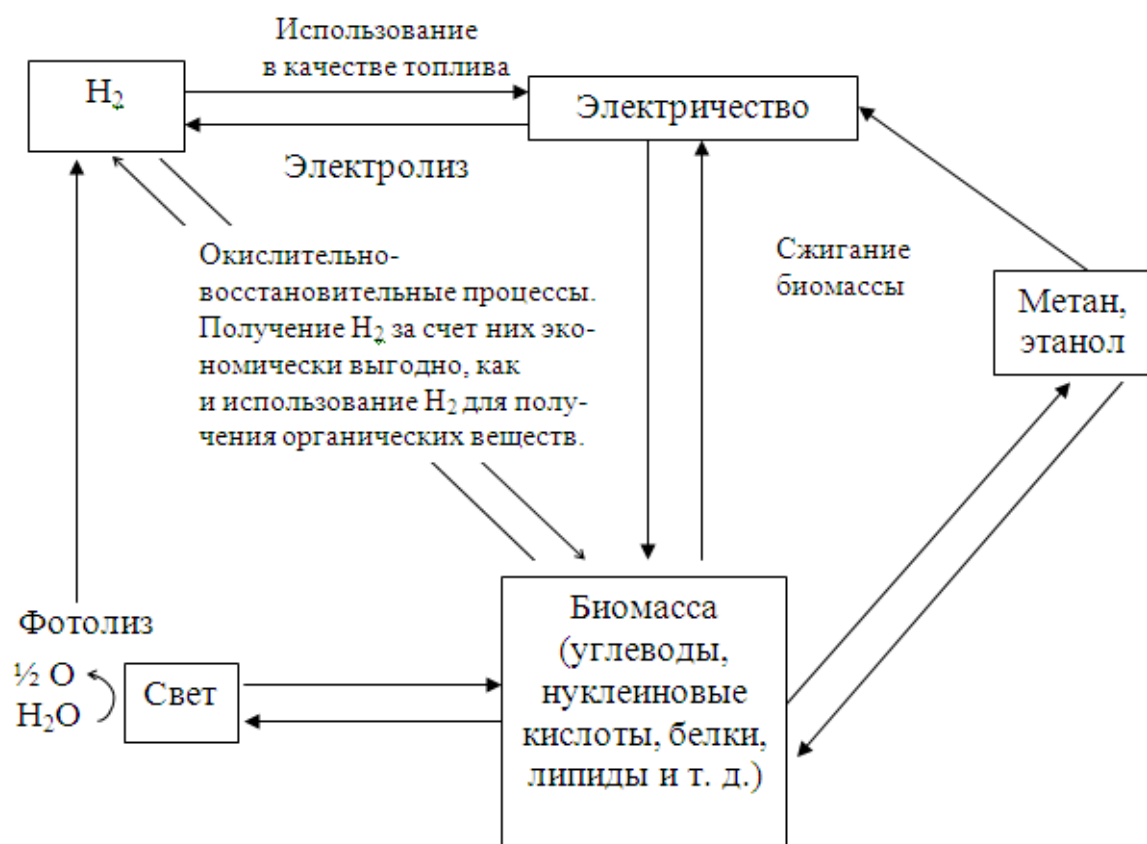 Использование
в качестве топлива
H₂
Электричество
Электролиз
Окислительно-
восстановительные процессы.
Получение H₂ за счет них эко-
номически выгодно, как
и использование H₂ для полу-
чения органических веществ.
Сжигание
биомассы
Метан,
этанол
Фотолиз
½ O
H₂O
Свет
Биомасса
(углеводы,
нуклеиновые
кислоты, белки,
липиды и т. д.)